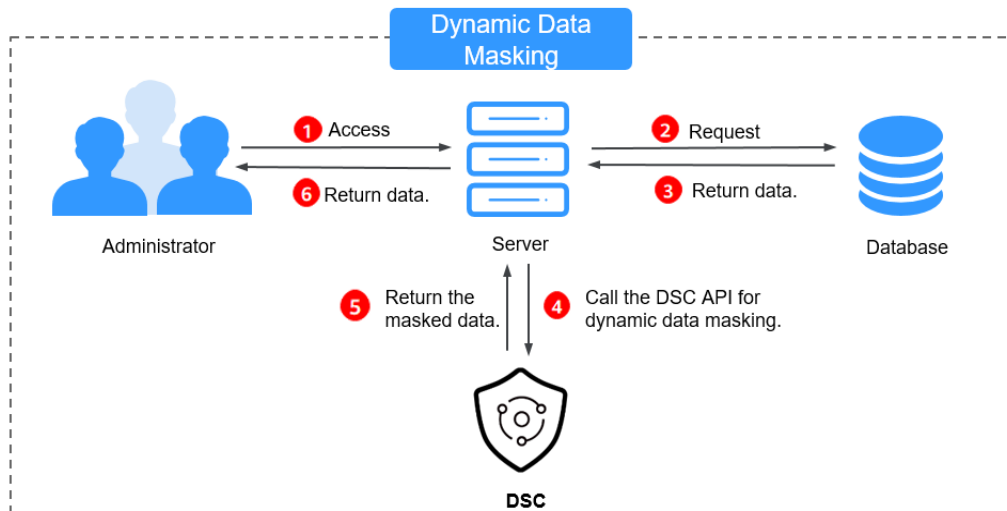 Dynamic Data
Masking
1 Access
2 Request
6 Return data.
3 Return data.
Administrator
Server
Database
5 Return the
masked data.
4 Call the DSC API for
dynamic data masking.
DSC